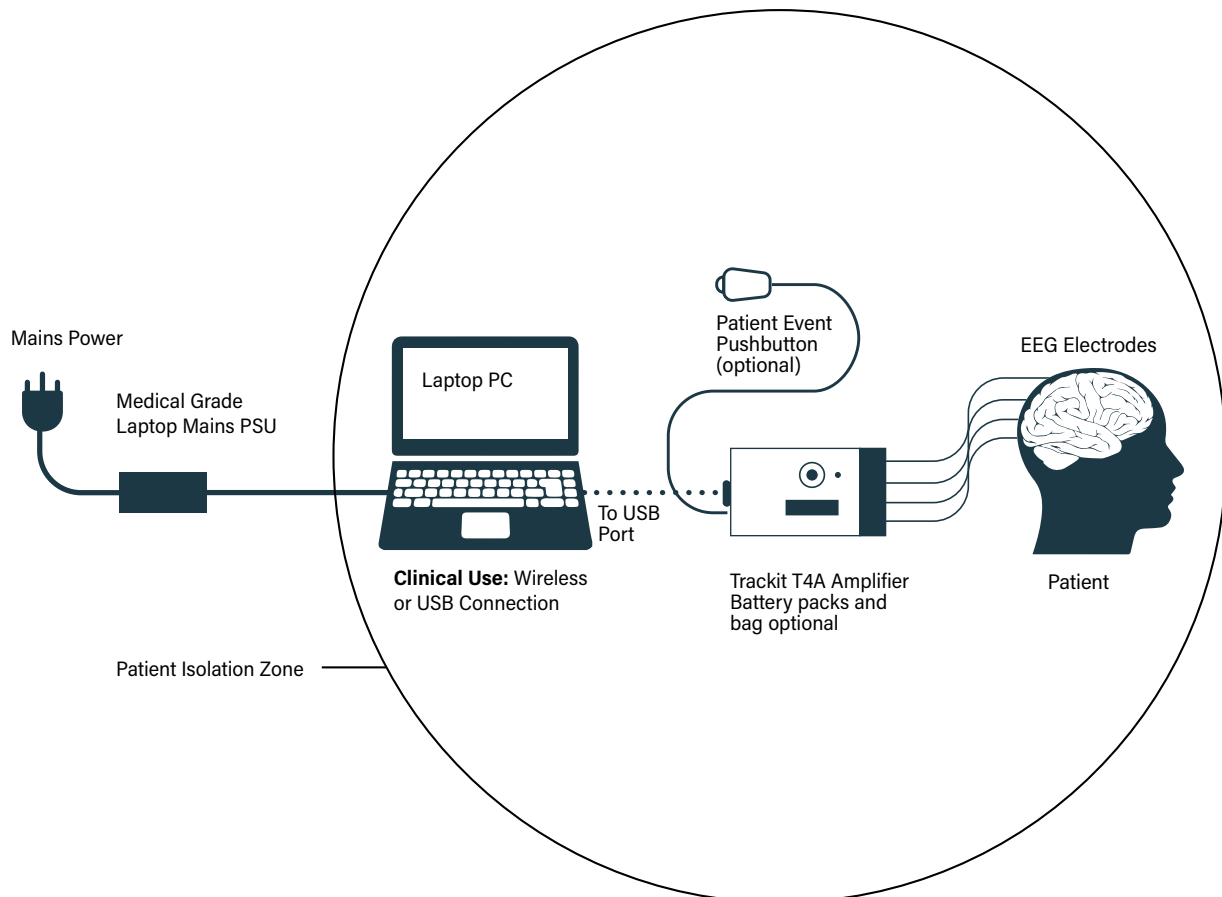 Mains Power
Medical Grade
Laptop Mains PSU
Laptop PC
Patient Event
Pushbutton
(optional)
EEG Electrodes
To USB
Port
Clinical Use: Wireless
or USB Connection
Trackit T4A Amplifier
Battery packs and
bag optional
Patient
Patient Isolation Zone